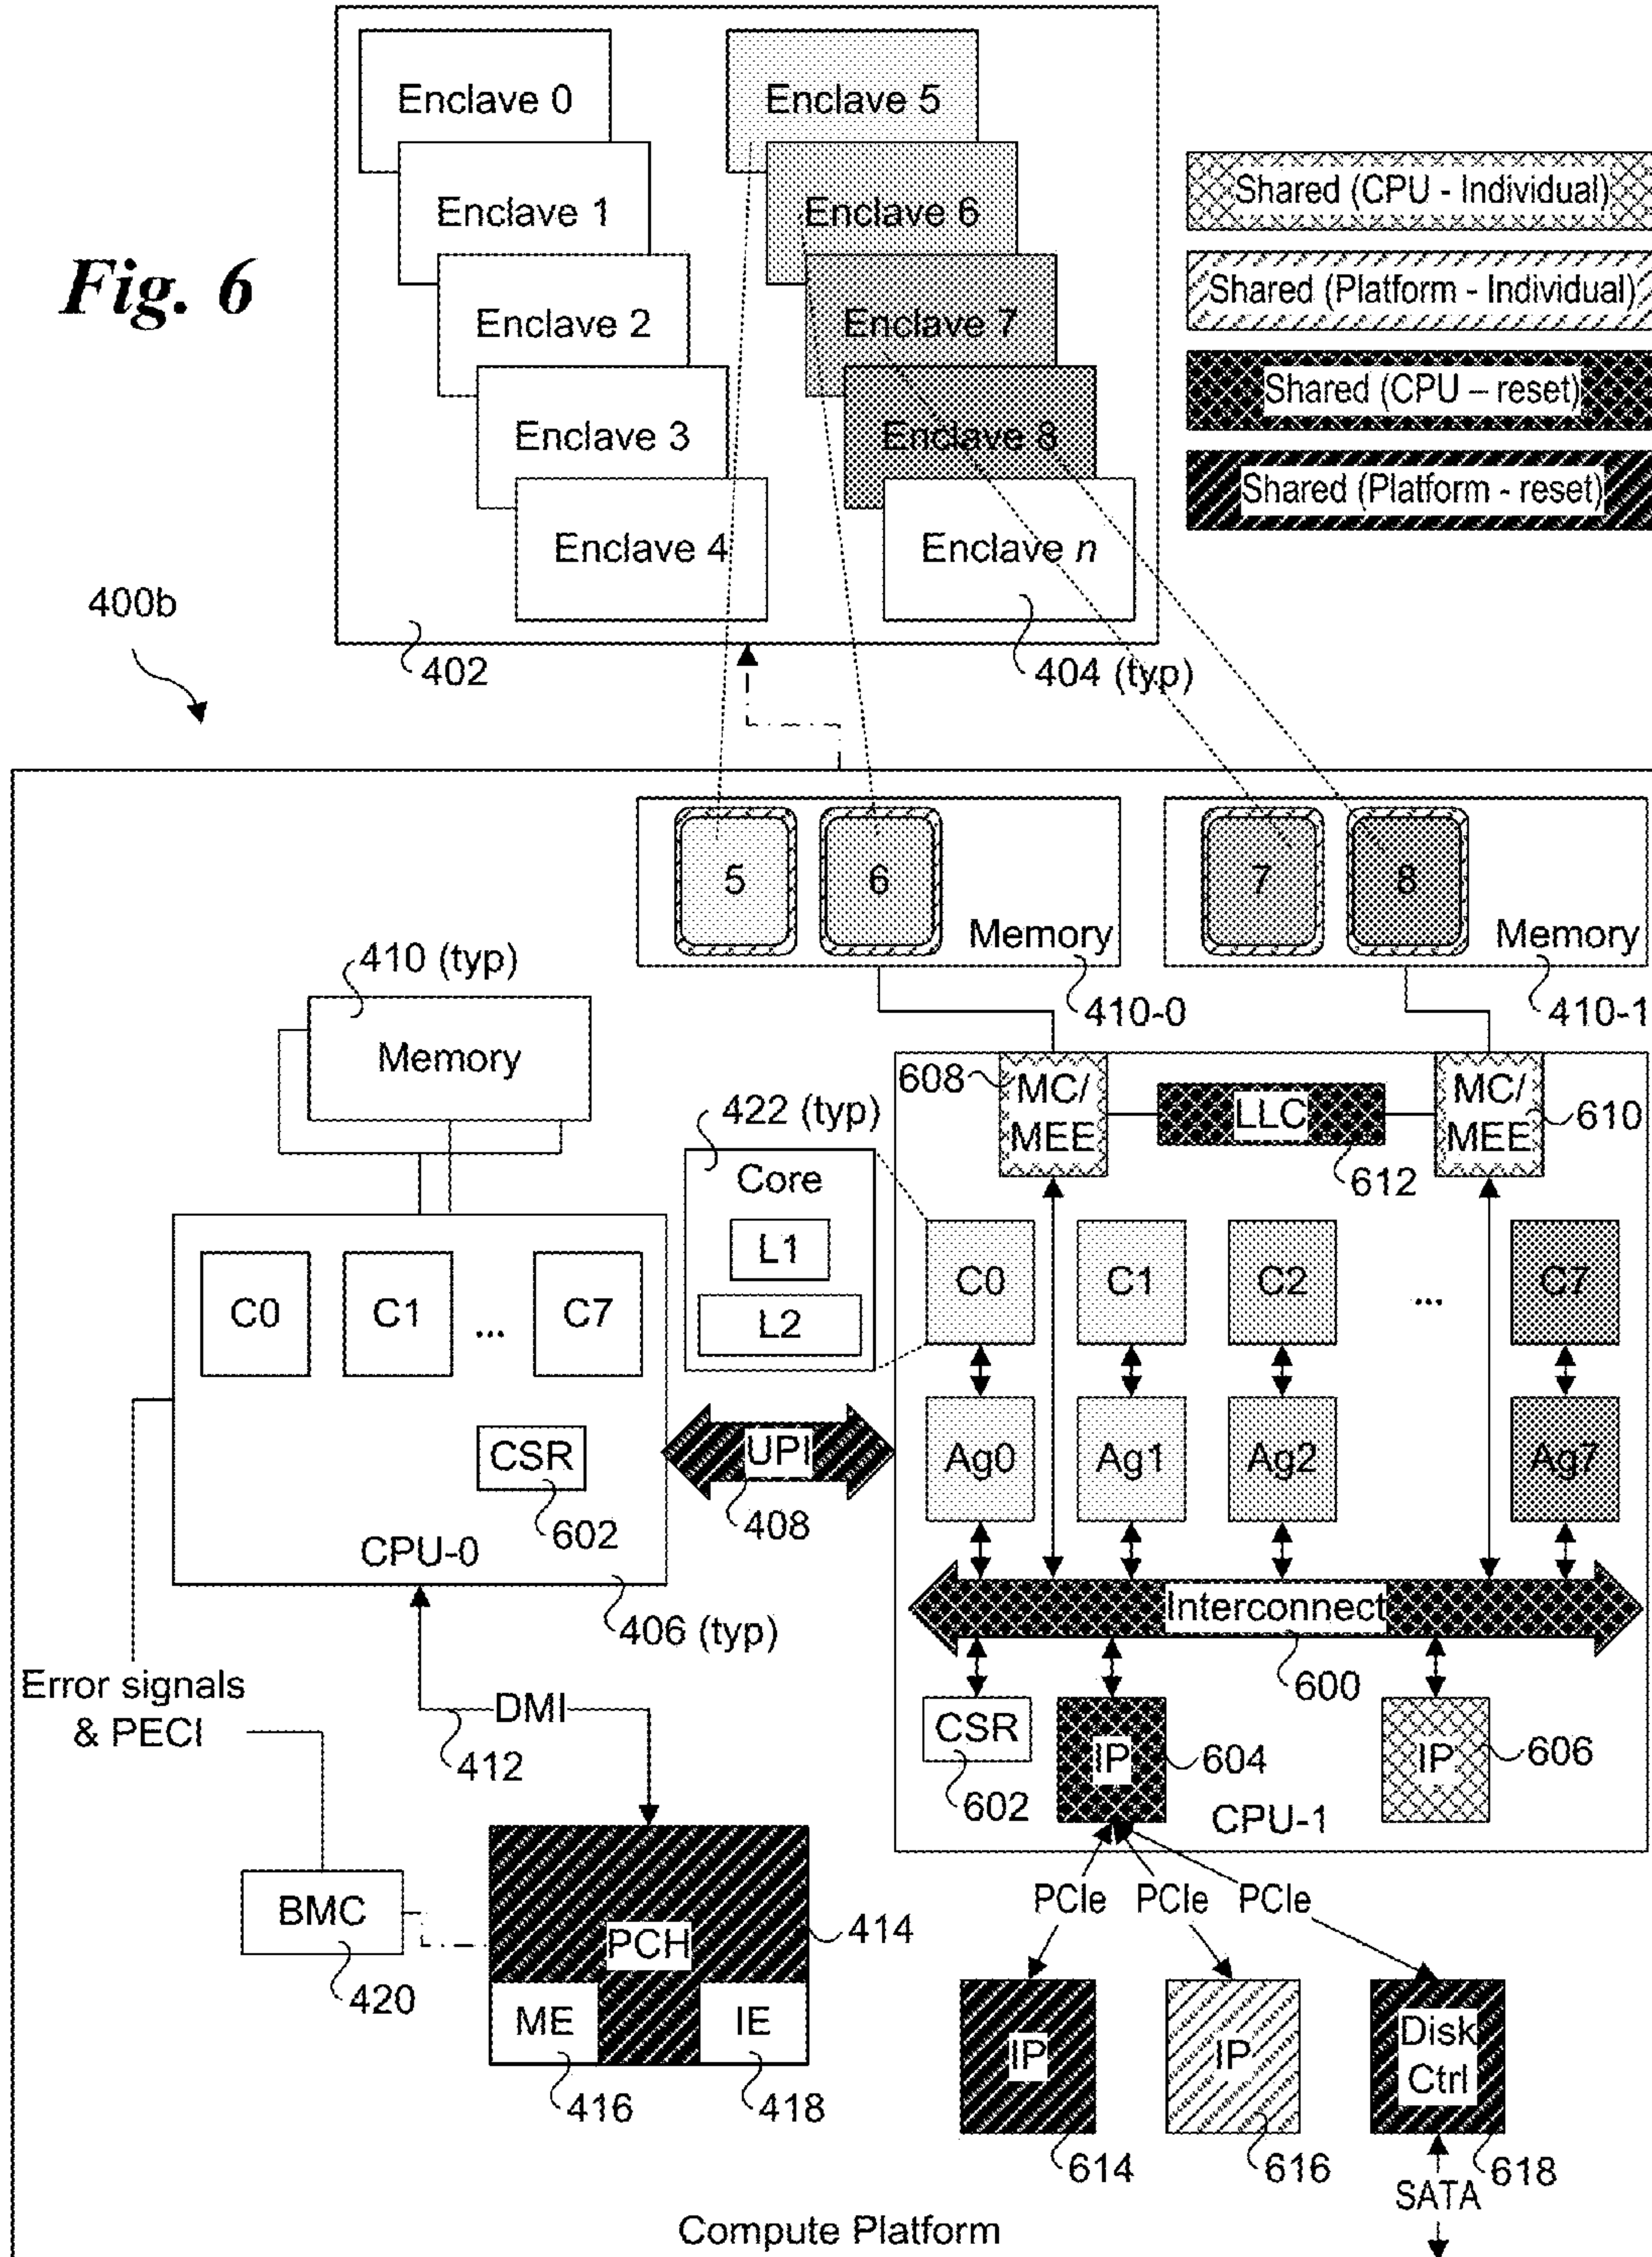 Fig. 6
Enclave 0
Enclave 1
Enclave 2
Enclave 3
Enclave 4
Enclave 5
Enclave 6
Enclave 7
Enclave 8
Enclave n
402
404 (typ)
Shared (CPU - Individual)
Shared (Platform - Individual)
Shared (CPU – reset)
Shared (Platform - reset)
400b
5
6
Memory
410-0
7
8
Memory
410-1
410 (typ)
Memory
C0
C1
...
C7
CSR
602
CPU-0
406 (typ)
422 (typ)
Core
L1
L2
UPI
408
608
MC/
MEE
LLC
612
MC/
MEE
610
C0
C1
C2
...
C7
Ag0
Ag1
Ag2
Ag7
Interconnect
600
CSR
602
IP
604
IP
606
CPU-1
Error signals
& PECI
DMI
412
BMC
420
PCH
414
ME
416
IE
418
PCIe
PCIe
PCIe
IP
614
IP
616
Disk
Ctrl
618
SATA
Compute Platform